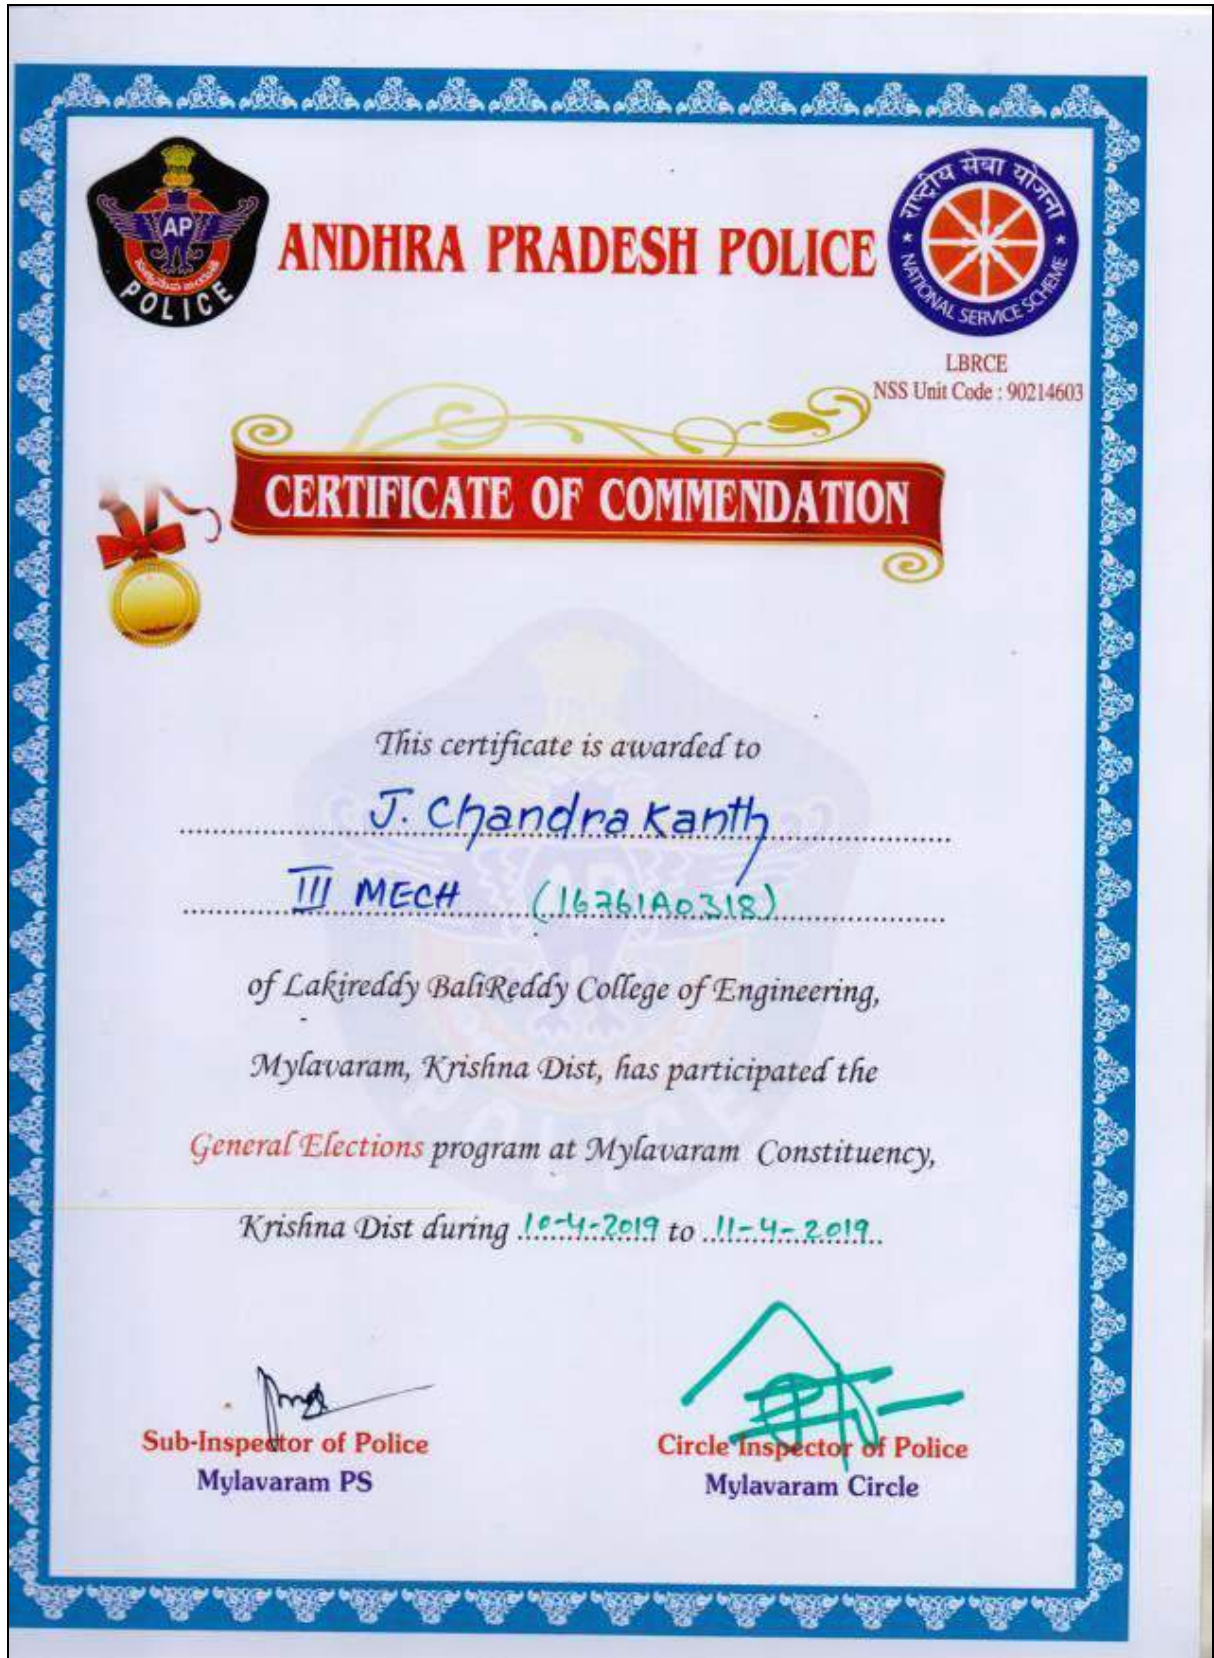 AP
POLICE
ANDHRA PRADESH POLICE
राष्ट्रीय सेवा योजना
NATIONAL SERVICE SCHEME
LBRCE
NSS Unit Code : 90214603
CERTIFICATE OF COMMENDATION
This certificate is awarded to
J. Chandra Kanth
III MECH (16761A0318)
of Lakireddy BaliReddy College of Engineering,
Mylavaram, Krishna Dist, has participated the
General Elections program at Mylavaram Constituency,
Krishna Dist during 10-4-2019 to 11-4-2019
Sub-Inspector of Police
Mylavaram PS
Circle Inspector of Police
Mylavaram Circle